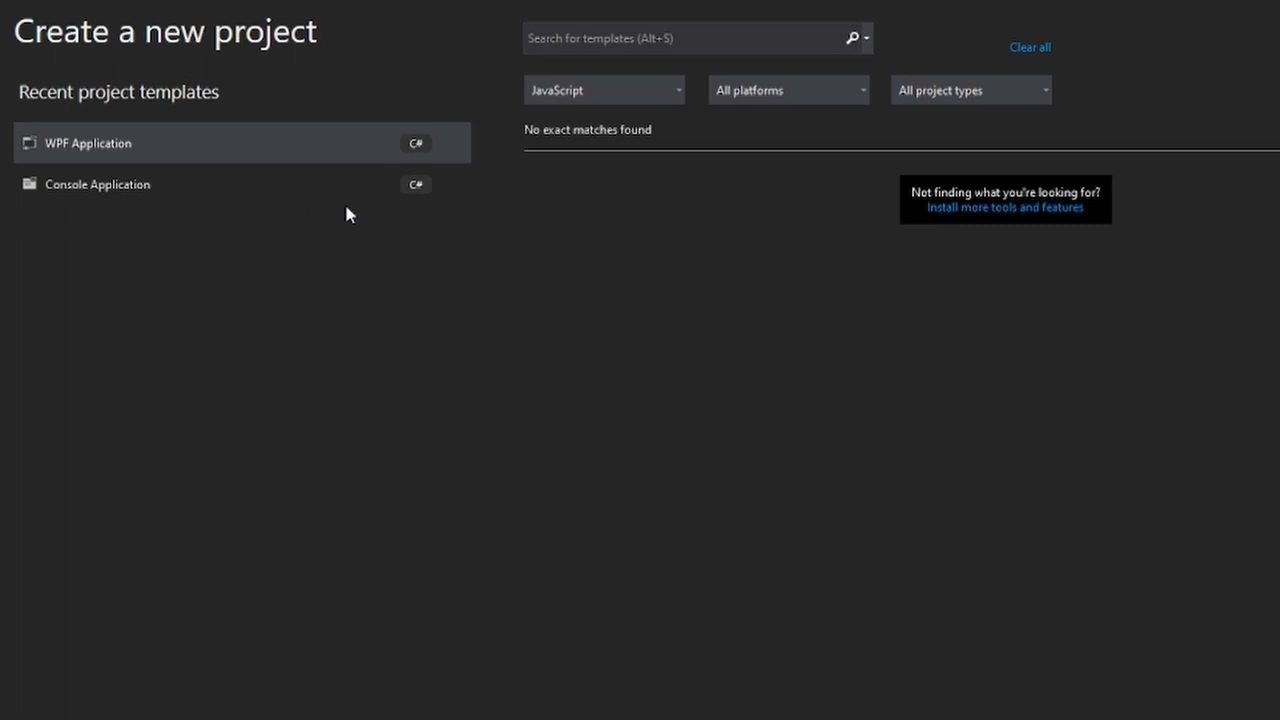 Create a new project
Recent project templates
WPF Application C#
Console Application C#
Search for templates (Alt+S)
Clear all
JavaScript All platforms All project types
No exact matches found
Not finding what you're looking for?
Install more tools and features